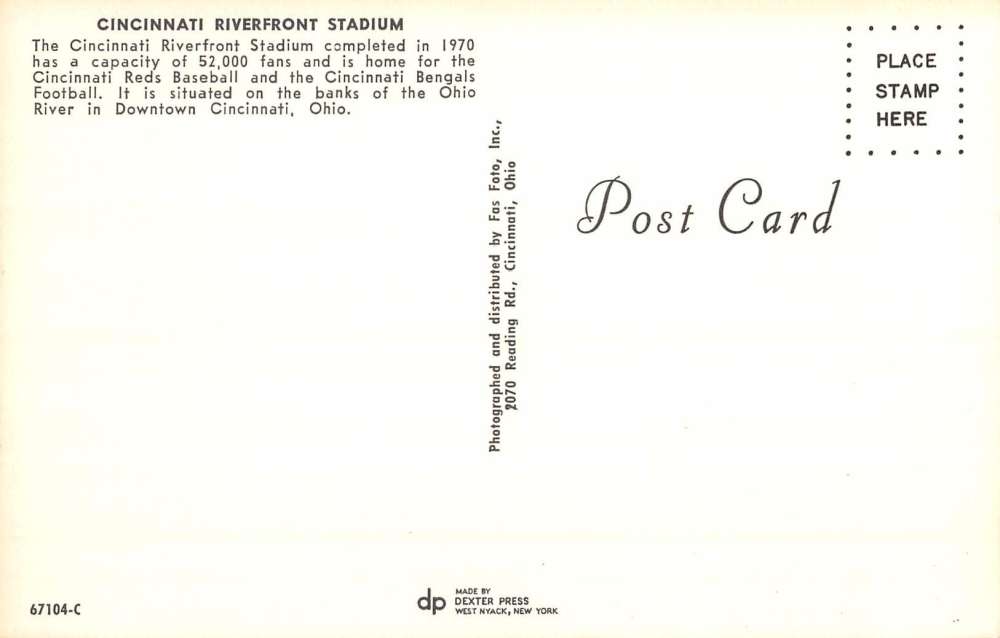 CINCINNATI RIVERFRONT STADIUM
The Cincinnati Riverfront Stadium completed in 1970
has a capacity of 52,000 fans and is home for the
Cincinnati Reds Baseball and the Cincinnati Bengals
Football. It is situated on the banks of the Ohio
River in Downtown Cincinnati, Ohio.
Photographed and distributed by Fas Foto, Inc.,
2070 Reading Rd., Cincinnati, Ohio
PLACE
STAMP
HERE
Post Card
67104-C
dp
MADE BY
DEXTER PRESS
WEST NYACK, NEW YORK